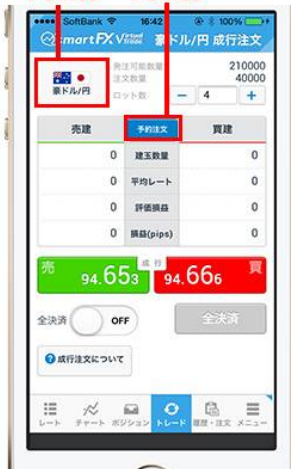 SoftBank 16:42 100%
SmartFX Virtual Trade 豪ドル/円 成行注文
発注可能数量 210000
注文数量 40000
豪ドル/円
ロット数 − 4 +
売建 予約注文 買建
0 建玉数量 0
0 平均レート 0
0 評価損益 0
0 損益(pips) 0
売 成行 買
94.653 94.666
全決済 OFF 全決済
? 成行注文について
レート チャート ポジション トレード 履歴・注文 メニュー